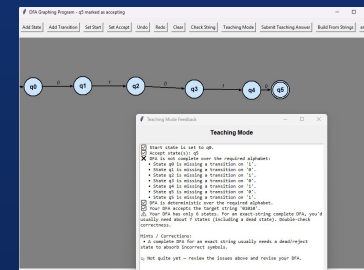 DFA Graphing Program - q5 marked as accepting
Add State Add Transition Set Start Set Accept Undo Redo Clear Check String Teaching Mode Submit Teaching Answer Build From Strings
q0 0 q1 1 q2 0 q3 1 q4 q5
Teaching Mode Feedback
Teaching Mode
Start state is set to q0.
Accept state(s): q5
DFA is not complete over the required alphabet:
• State q0 is missing a transition on '1'.
• State q1 is missing a transition on '0'.
• State q2 is missing a transition on '1'.
• State q3 is missing a transition on '0'.
• State q4 is missing a transition on '1'.
• State q5 is missing a transition on '0'.
• State q5 is missing a transition on '1'.
DFA is deterministic over the required alphabet.
Your DFA accepts the target string '01010'.
Your DFA has only 6 states. For an exact-string complete DFA, you'd
usually need about 7 states (including a dead state). Double-check
correctness.
Hints / Corrections:
• A complete DFA for an exact string usually needs a dead/reject
state to absorb incorrect symbols.
Not quite yet — review the issues above and revise your DFA.